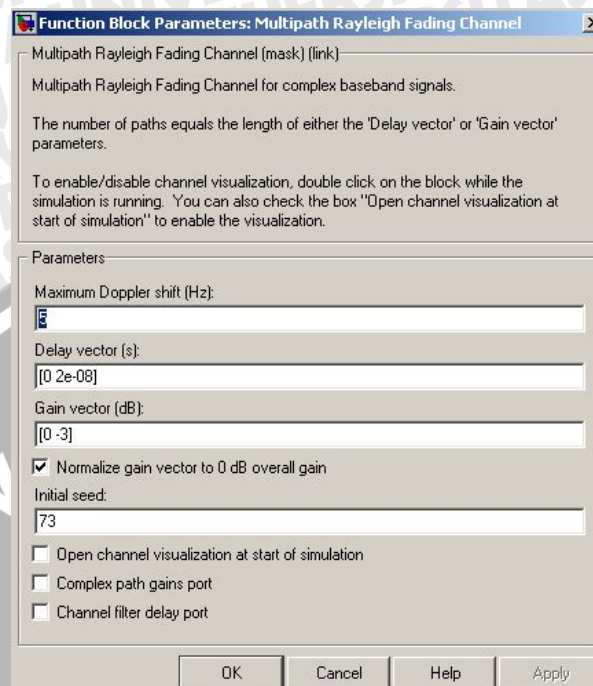 Function Block Parameters: Multipath Rayleigh Fading Channel
Multipath Rayleigh Fading Channel (mask) (link)
Multipath Rayleigh Fading Channel for complex baseband signals.
The number of paths equals the length of either the 'Delay vector' or 'Gain vector'
parameters.
To enable/disable channel visualization, double click on the block while the
simulation is running. You can also check the box "Open channel visualization at
start of simulation" to enable the visualization.
Parameters
Maximum Doppler shift (Hz):
5
Delay vector (s):
[0 2e-08]
Gain vector (dB):
[0 -3]
Normalize gain vector to 0 dB overall gain
Initial seed:
73
Open channel visualization at start of simulation
Complex path gains port
Channel filter delay port
OK Cancel Help Apply